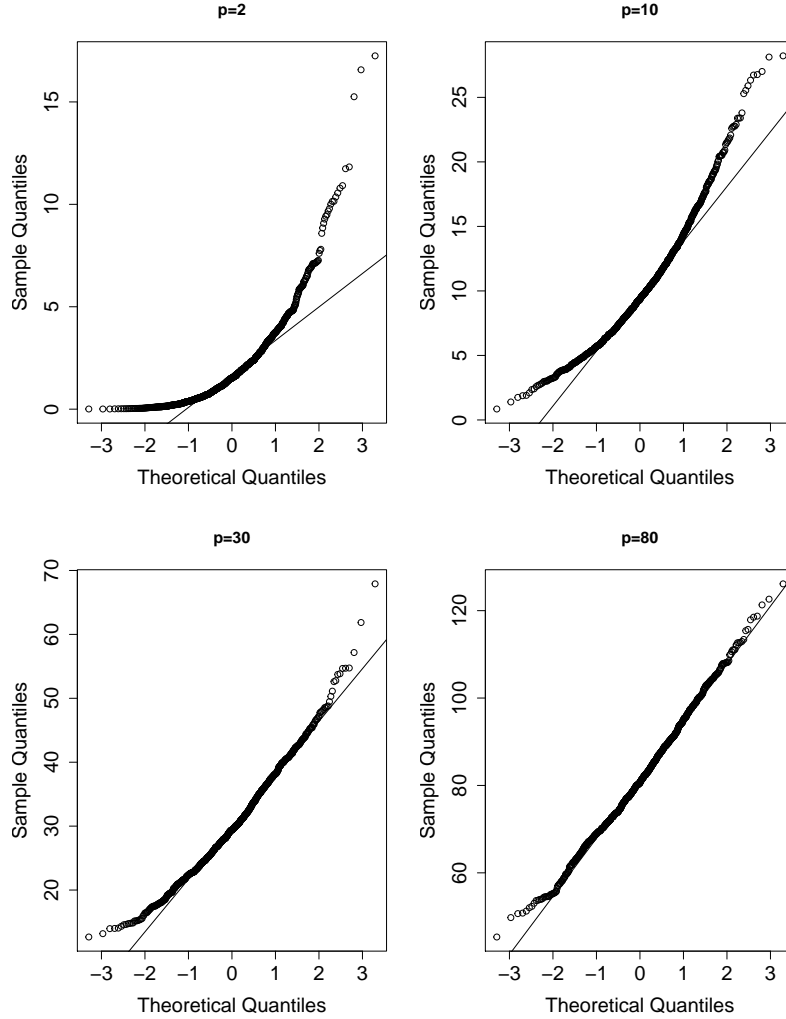 p=2
Sample Quantiles
15
10
5
0
−3 −2 −1 0 1 2 3
Theoretical Quantiles
p=10
Sample Quantiles
25
20
15
10
5
0
−3 −2 −1 0 1 2 3
Theoretical Quantiles
p=30
Sample Quantiles
70
60
50
40
30
20
−3 −2 −1 0 1 2 3
Theoretical Quantiles
p=80
Sample Quantiles
120
100
80
60
−3 −2 −1 0 1 2 3
Theoretical Quantiles